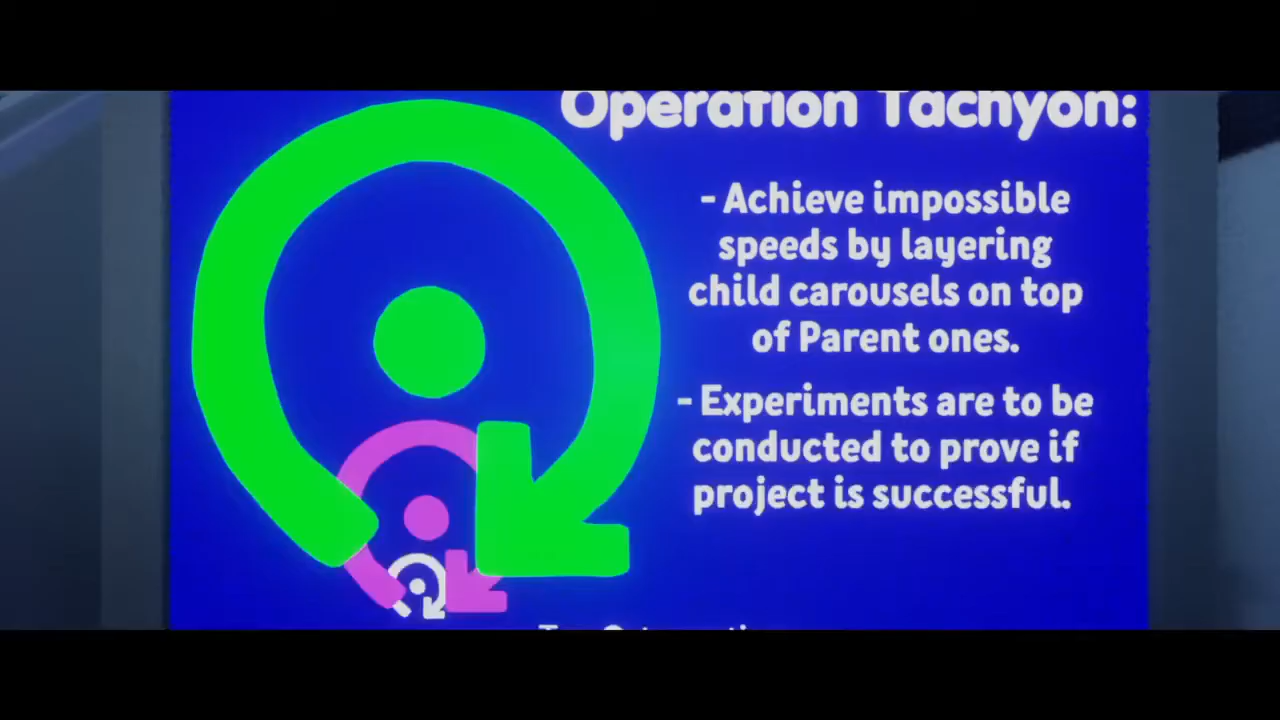 Operation Tachyon:
- Achieve impossible
speeds by layering
child carousels on top
of Parent ones.
- Experiments are to be
conducted to prove if
project is successful.